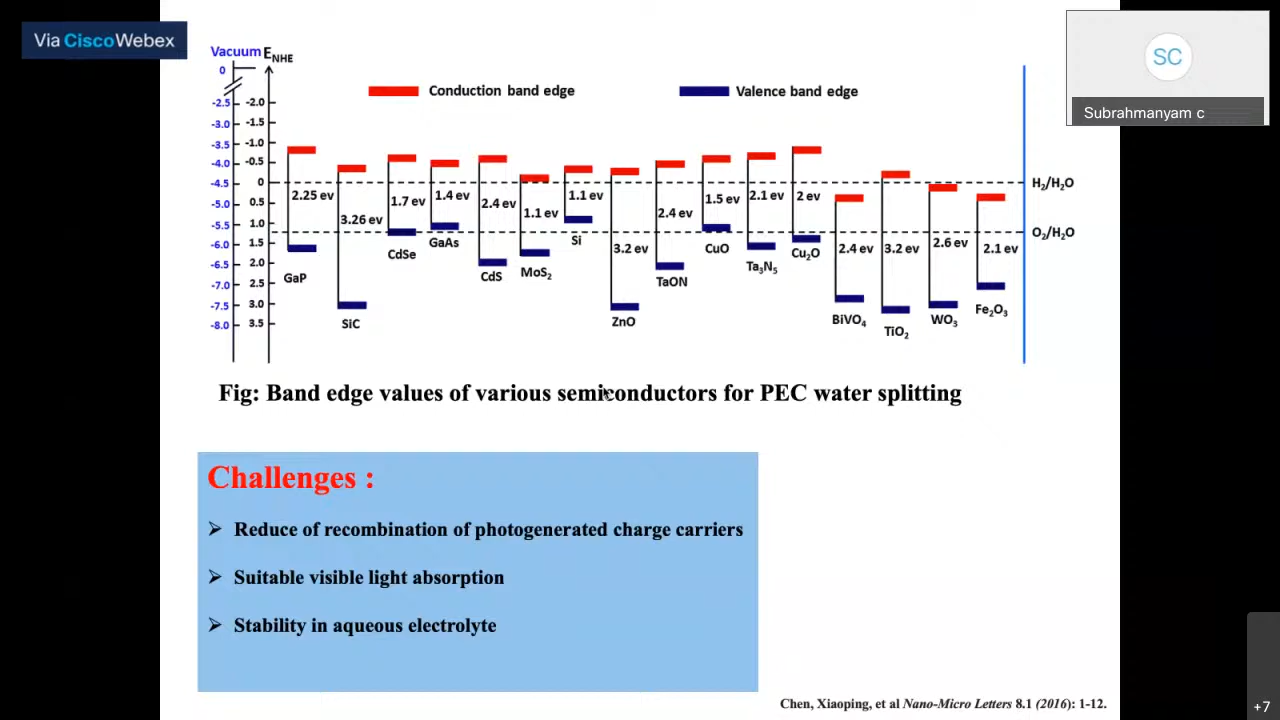 Via CiscoWebex
Vacuum E_NHE
0
-2.5
-3.0
-3.5
-4.0
-4.5
-5.0
-5.5
-6.0
-6.5
-7.0
-7.5
-8.0
-2.0
-1.5
-1.0
-0.5
0
0.5
1.0
1.5
2.0
2.5
3.0
3.5
Conduction band edge
Valence band edge
2.25 ev
GaP
3.26 ev
SiC
1.7 ev
CdSe
1.4 ev
GaAs
2.4 ev
CdS
1.1 ev
MoS₂
1.1 ev
Si
3.2 ev
ZnO
2.4 ev
TaON
1.5 ev
CuO
2.1 ev
Ta₃N₅
2 ev
Cu₂O
2.4 ev
BiVO₄
3.2 ev
TiO₂
2.6 ev
WO₃
2.1 ev
Fe₂O₃
H₂/H₂O
O₂/H₂O
SC
Subrahmanyam c
Fig: Band edge values of various semiconductors for PEC water splitting
Challenges :
➢ Reduce of recombination of photogenerated charge carriers
➢ Suitable visible light absorption
➢ Stability in aqueous electrolyte
Chen, Xiaoping, et al Nano-Micro Letters 8.1 (2016): 1-12.
+7